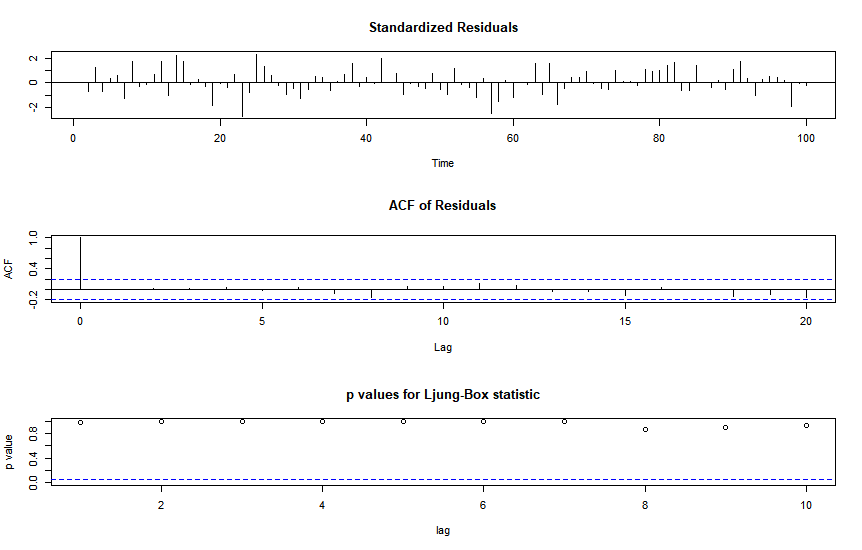 Standardized Residuals
2
0
-2
0 20 40 60 80 100
Time
ACF of Residuals
ACF
1.0
0.4
-0.2
0 5 10 15 20
Lag
p values for Ljung-Box statistic
p value
0.8
0.4
0.0
2 4 6 8 10
lag